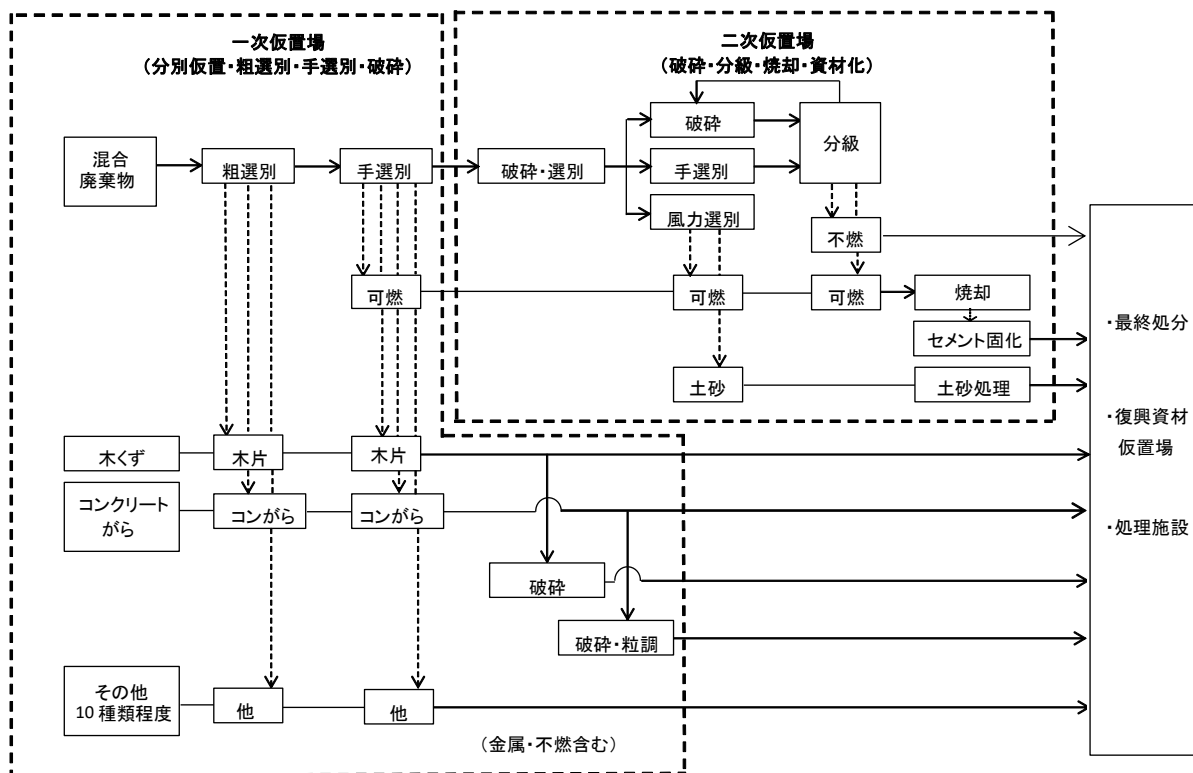 一次仮置場
（分別仮置・粗選別・手選別・破砕）
二次仮置場
（破砕・分級・焼却・資材化）
混合
廃棄物
粗選別
手選別
破砕・選別
破砕
手選別
風力選別
分級
不燃
可燃
可燃
可燃
焼却
セメント固化
土砂
土砂処理
木くず
木片
木片
コンクリート
がら
コンがら
コンがら
破砕
破砕・粒調
その他
10 種類程度
他
他
（金属・不燃含む）
・最終処分
・復興資材
仮置場
・処理施設